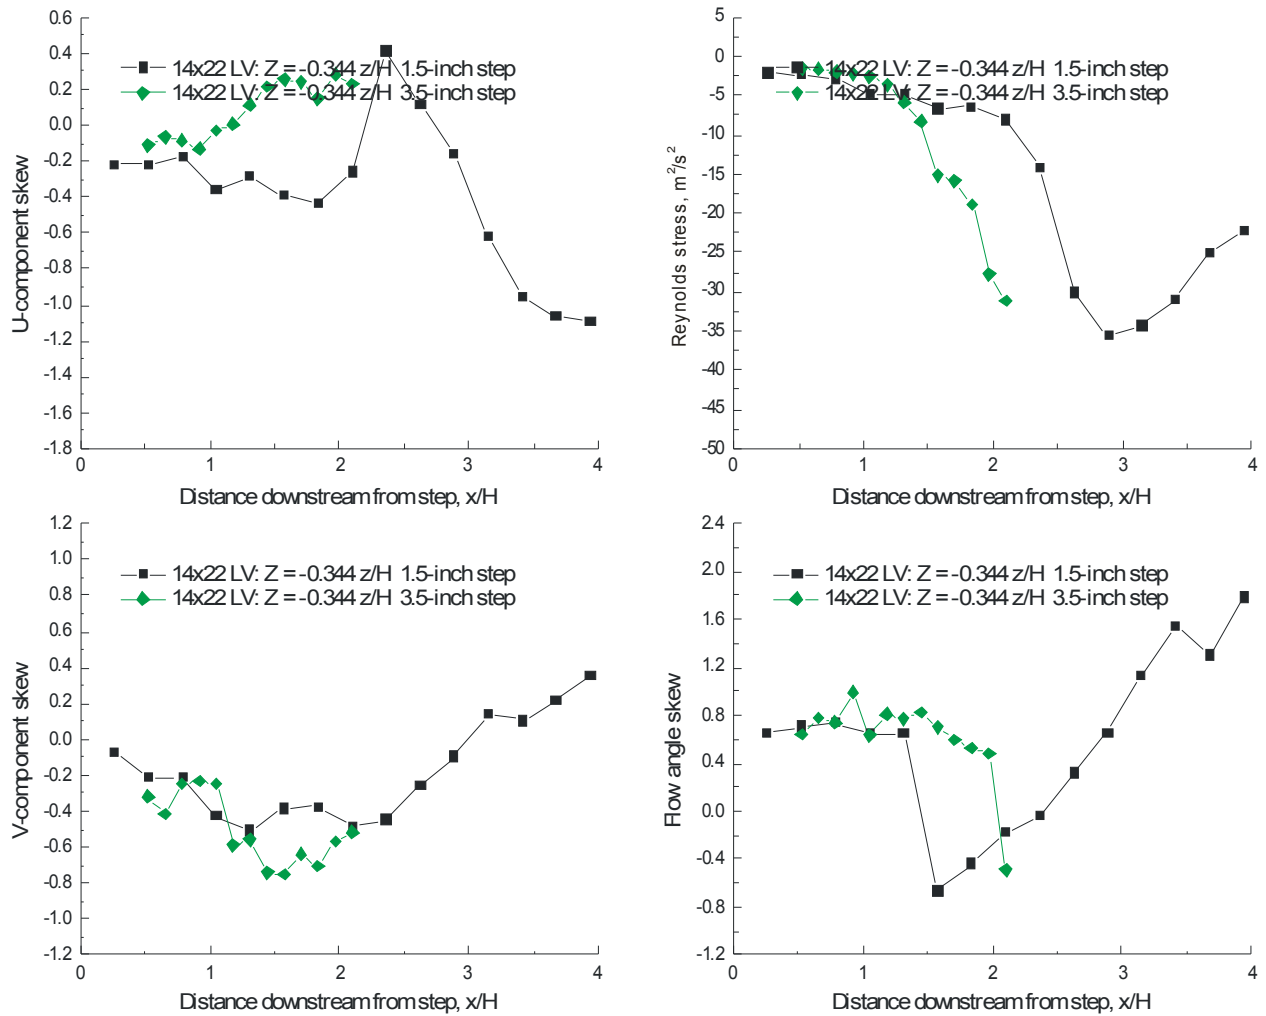 0.6
0.4
0.2
0.0
-0.2
-0.4
-0.6
-0.8
-1.0
-1.2
-1.4
-1.6
-1.8
U-component skew
14x22 LV: Z = -0.344 z/H 1.5-inch step
14x22 LV: Z = -0.344 z/H 3.5-inch step
0 1 2 3 4
Distance downstream from step, x/H
5
0
-5
-10
-15
-20
-25
-30
-35
-40
-45
-50
Reynolds stress, m²/s²
14x22 LV: Z = -0.344 z/H 1.5-inch step
14x22 LV: Z = -0.344 z/H 3.5-inch step
0 1 2 3 4
Distance downstream from step, x/H
1.2
1.0
0.8
0.6
0.4
0.2
0.0
-0.2
-0.4
-0.6
-0.8
-1.0
-1.2
V-component skew
14x22 LV: Z = -0.344 z/H 1.5-inch step
14x22 LV: Z = -0.344 z/H 3.5-inch step
0 1 2 3 4
Distance downstream from step, x/H
2.4
2.0
1.6
1.2
0.8
0.4
0.0
-0.4
-0.8
-1.2
Flow angle skew
14x22 LV: Z = -0.344 z/H 1.5-inch step
14x22 LV: Z = -0.344 z/H 3.5-inch step
0 1 2 3 4
Distance downstream from step, x/H